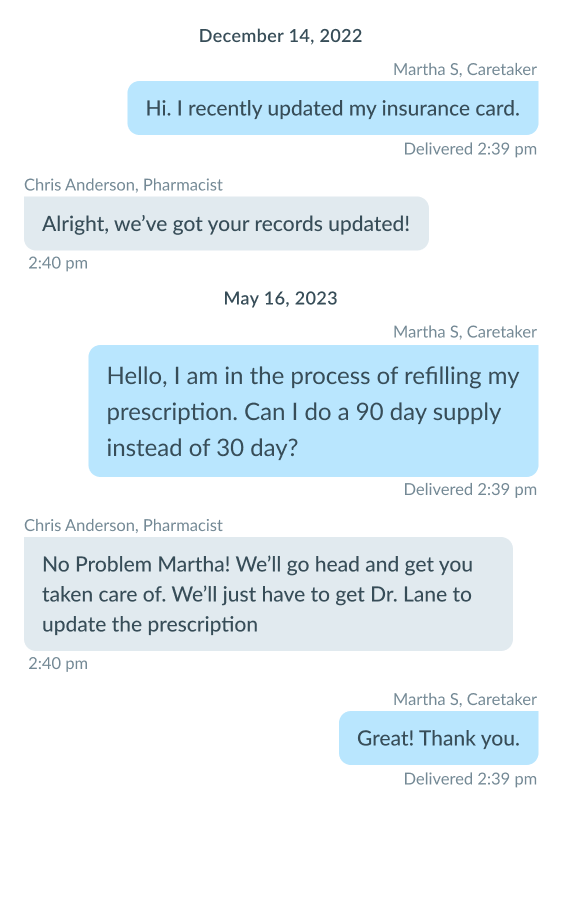 December 14, 2022
Martha S, Caretaker
Hi. I recently updated my insurance card.
Delivered 2:39 pm
Chris Anderson, Pharmacist
Alright, we’ve got your records updated!
2:40 pm
May 16, 2023
Martha S, Caretaker
Hello, I am in the process of refilling my
prescription. Can I do a 90 day supply
instead of 30 day?
Delivered 2:39 pm
Chris Anderson, Pharmacist
No Problem Martha! We’ll go head and get you
taken care of. We’ll just have to get Dr. Lane to
update the prescription
2:40 pm
Martha S, Caretaker
Great! Thank you.
Delivered 2:39 pm